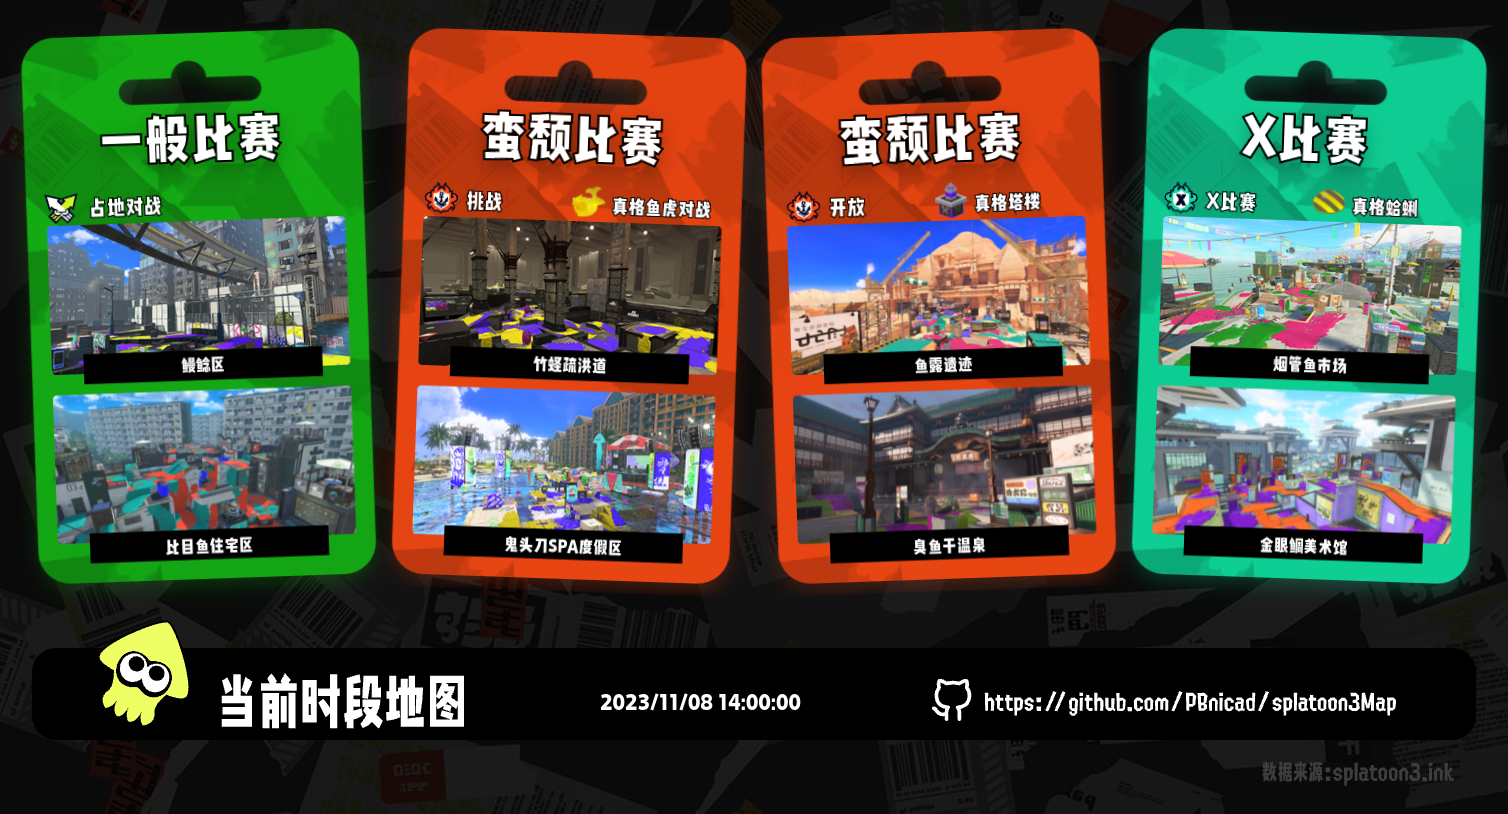 一般比赛
占地对战
鳗鲶区
比目鱼住宅区
蛮颓比赛
挑战
真格鱼虎对战
竹蛏疏洪道
鬼头刀SPA度假区
蛮颓比赛
开放
真格塔楼
鱼露遗迹
臭鱼干温泉
X比赛
X比赛
真格蛤蜊
烟管鱼市场
金眼鲷美术馆
当前时段地图
2023/11/08 14:00:00
https://github.com/PBnicad/splatoon3Map
数据来源:splatoon3.ink